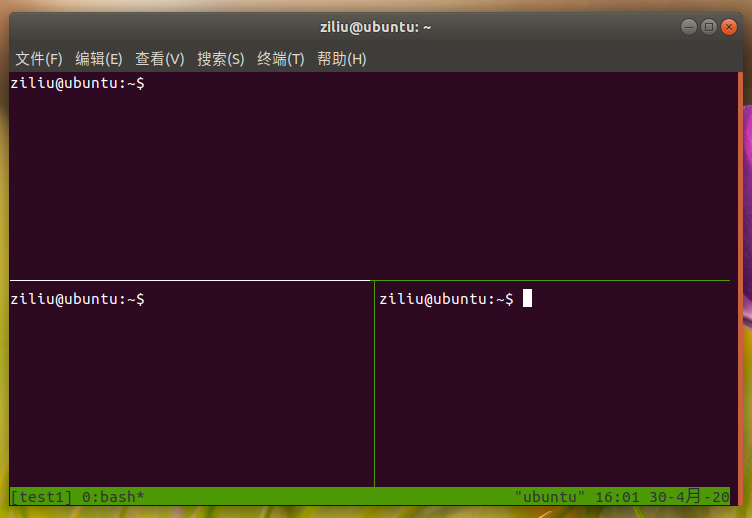 ziliu@ubuntu: ~
文件(F) 编辑(E) 查看(V) 搜索(S) 终端(T) 帮助(H)
ziliu@ubuntu:~$
ziliu@ubuntu:~$
ziliu@ubuntu:~$
[test1] 0:bash* "ubuntu" 16:01 30-4月-20